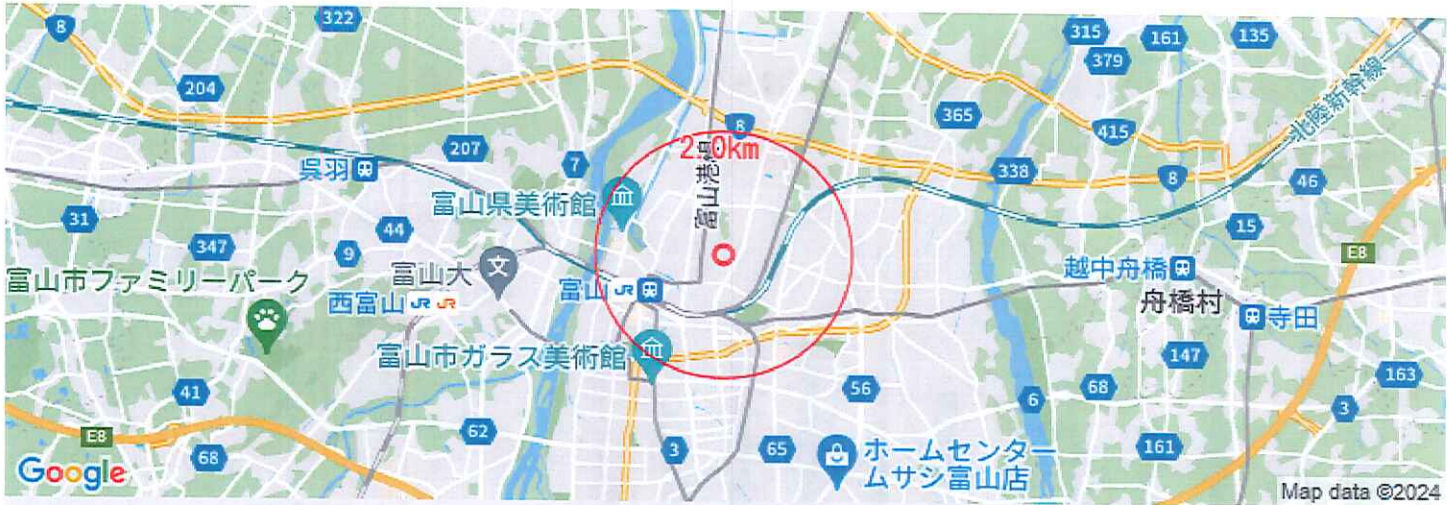 322
8
315
161
135
379
204
北陸新幹線
365
415
8
207
2.0km
富山港線
7
呉羽
338
8
46
富山県美術館
31
44
15
347
9
E8
富山大
文
越中舟橋
富山市ファミリーパーク
富山 JR
西富山 JR JR
舟橋村
寺田
富山市ガラス美術館
147
163
41
56
68
6
3
62
E8
68
3
65
161
ホームセンター
ムサシ富山店
Google
Map data ©2024